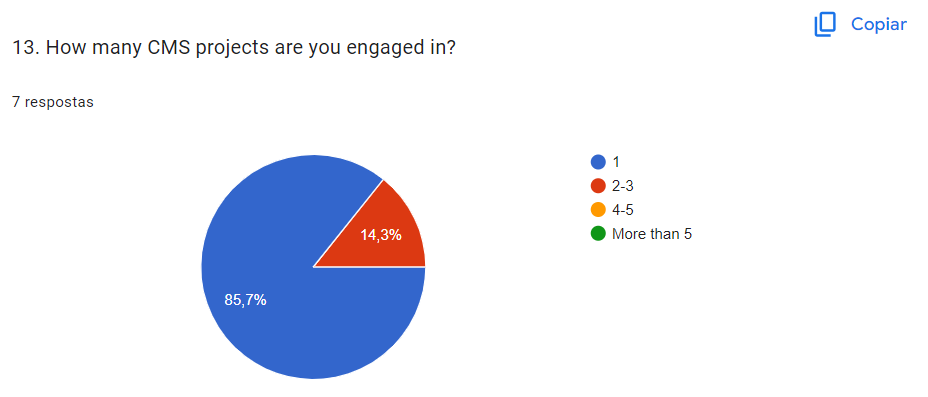 Copiar
13. How many CMS projects are you engaged in?
7 respostas
1
2-3
4-5
More than 5
14,3%
85,7%